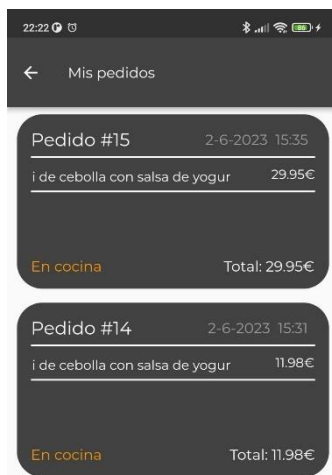 22:22
86
Mis pedidos
Pedido #15 2-6-2023 15:35
i de cebolla con salsa de yogur 29.95€
En cocina Total: 29.95€
Pedido #14 2-6-2023 15:31
i de cebolla con salsa de yogur 11.98€
En cocina Total: 11.98€